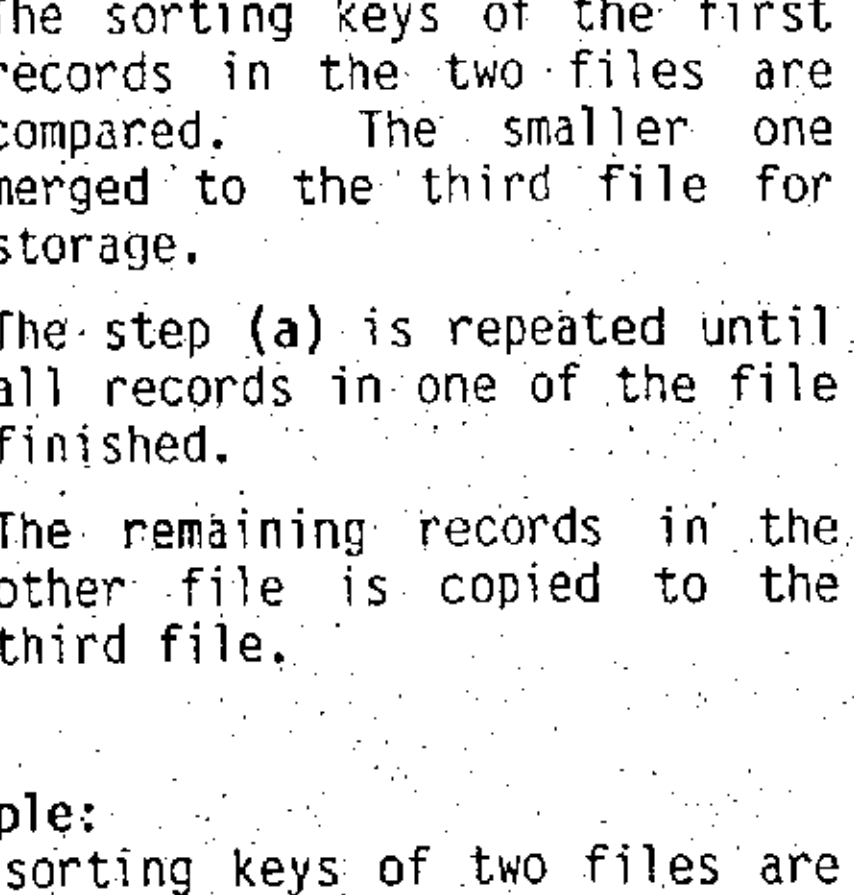 The sorting keys of the first
records in the two files are
compared. The smaller one
merged to the third file for
storage.
The step (a) is repeated until
all records in one of the file
finished.
The remaining records in the
other file is copied to the
third file.
ple:
sorting keys of two files are